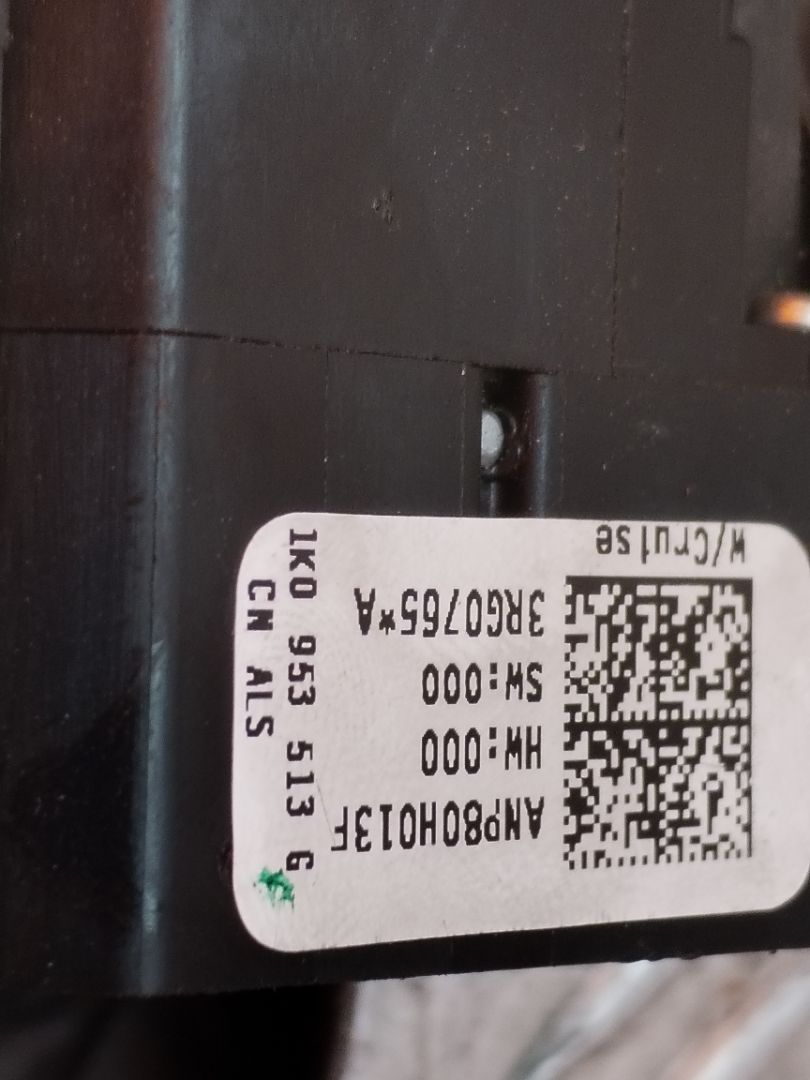 W/Cruise
3RG0765*A
SW:000
HW:000
ANP80H013F
1K0 953 513 G
CN ALS